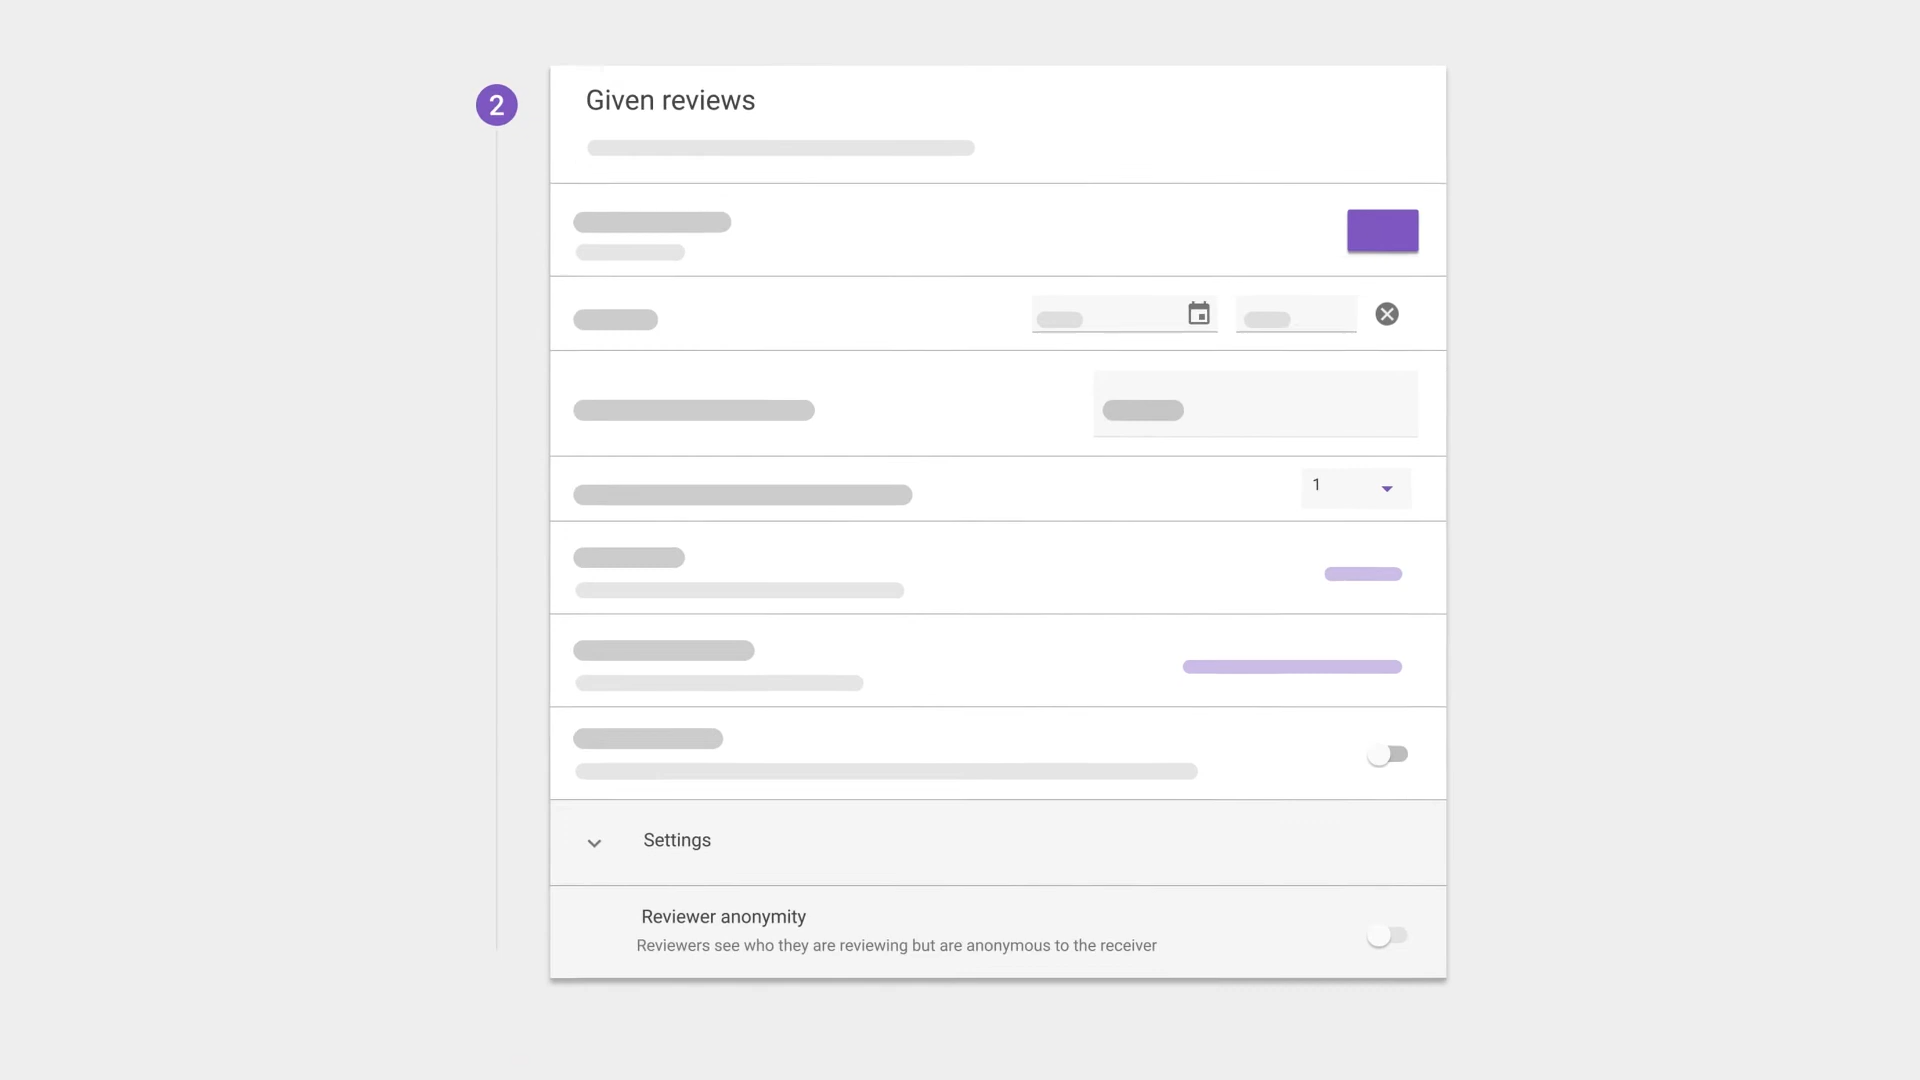 2
Given reviews
1
Settings
Reviewer anonymity
Reviewers see who they are reviewing but are anonymous to the receiver